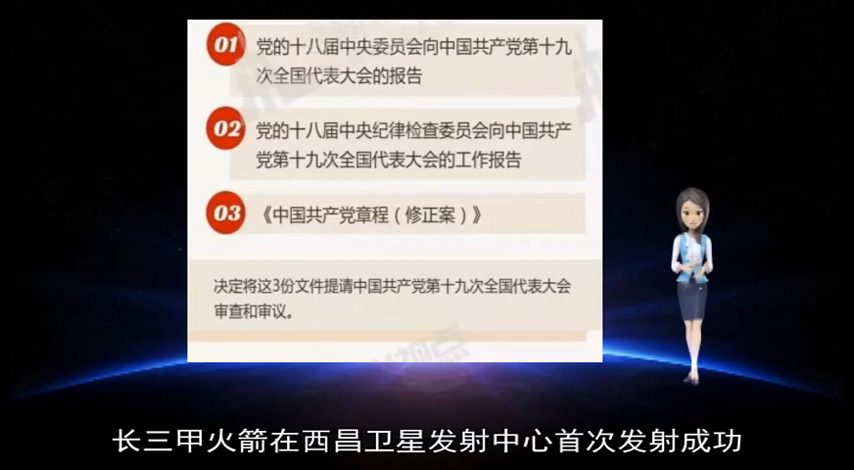 01
党的十八届中央委员会向中国共产党第十九
次全国代表大会的报告
02
党的十八届中央纪律检查委员会向中国共产
党第十九次全国代表大会的工作报告
03
《中国共产党章程（修正案）》
决定将这3份文件提请中国共产党第十九次全国代表大会
审查和审议。
长三甲火箭在西昌卫星发射中心首次发射成功